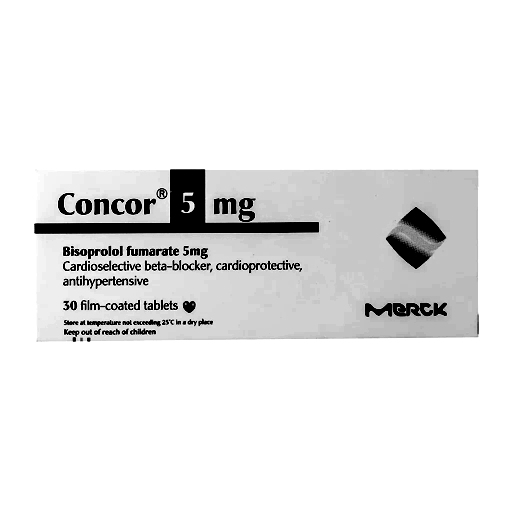 Concor® 5 mg
Bisoprolol fumarate 5mg
Cardioselective beta-blocker, cardioprotective,
antihypertensive
30 film-coated tablets
Store at temperature not exceeding 25°C in a dry place
Keep out of reach of children
MERCK